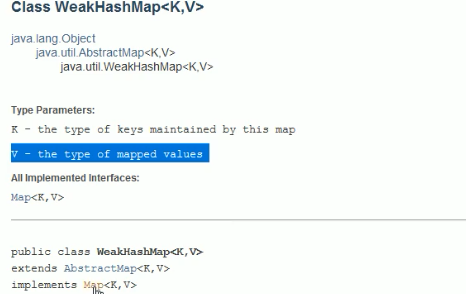 Class WeakHashMap<K,V>
java.lang.Object
java.util.AbstractMap<K,V>
java.util.WeakHashMap<K,V>
Type Parameters:
K - the type of keys maintained by this map
V - the type of mapped values
All Implemented Interfaces:
Map<K,V>
public class WeakHashMap<K,V>
extends AbstractMap<K,V>
implements Map<K,V>